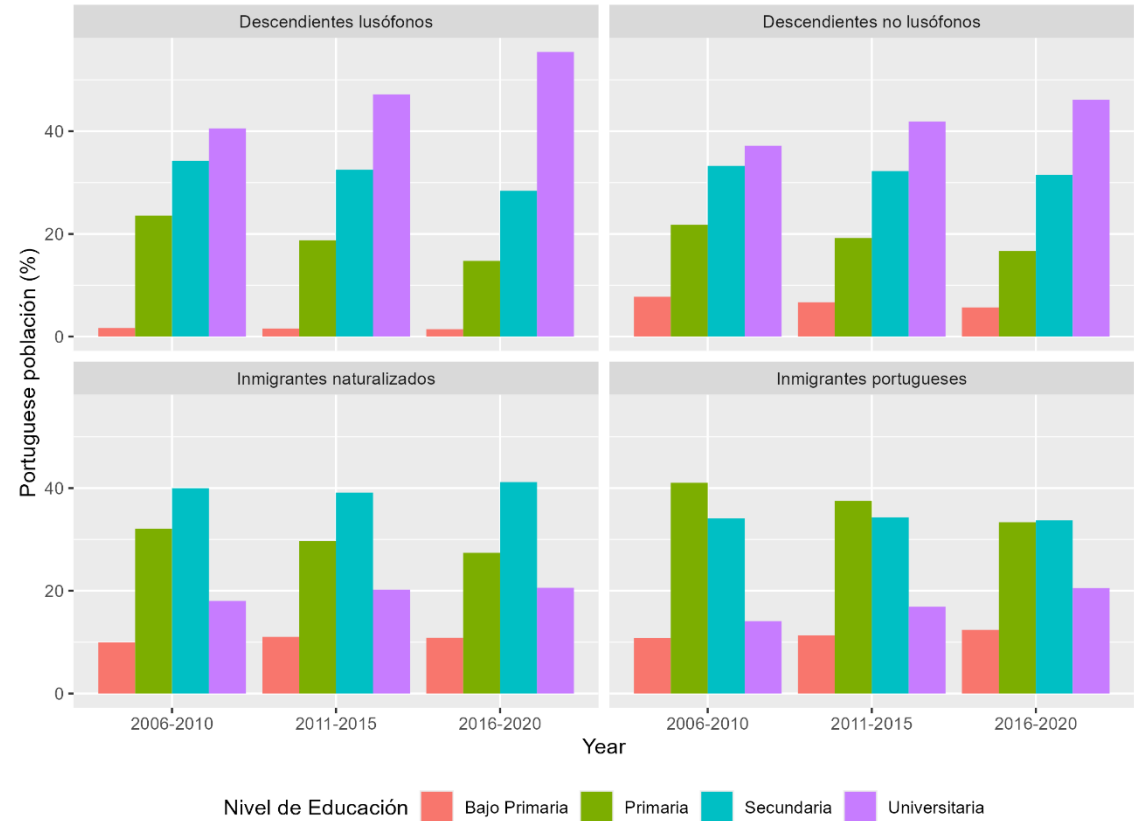 Descendientes lusófonos
Descendientes no lusófonos
40
20
0
Inmigrantes naturalizados
Inmigrantes portugueses
40
20
0
Portuguese población (%)
2006-2010
2011-2015
2016-2020
2006-2010
2011-2015
2016-2020
Year
Nivel de Educación
Bajo Primaria
Primaria
Secundaria
Universitaria